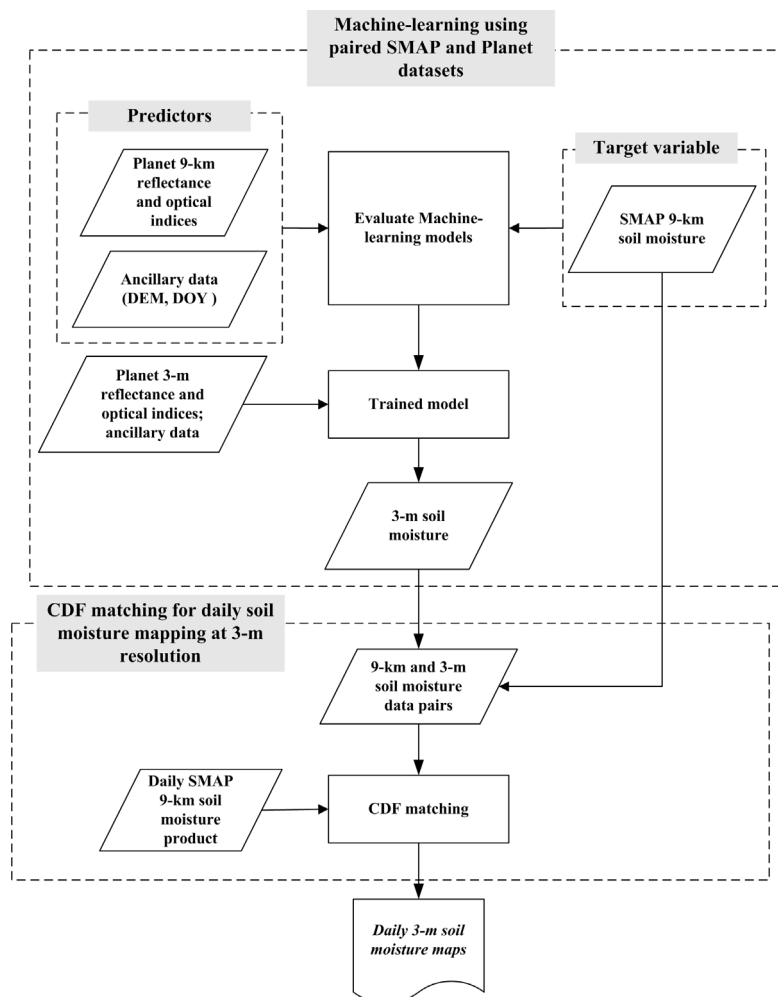 Machine-learning using
paired SMAP and Planet
datasets
Predictors
Planet 9-km
reflectance
and optical
indices
Ancillary data
(DEM, DOY )
Evaluate Machine-
learning models
Target variable
SMAP 9-km
soil moisture
Planet 3-m
reflectance and
optical indices;
ancillary data
Trained model
3-m soil
moisture
CDF matching for daily soil
moisture mapping at 3-m
resolution
9-km and 3-m
soil moisture
data pairs
Daily SMAP
9-km soil
moisture
product
CDF matching
Daily 3-m soil
moisture maps